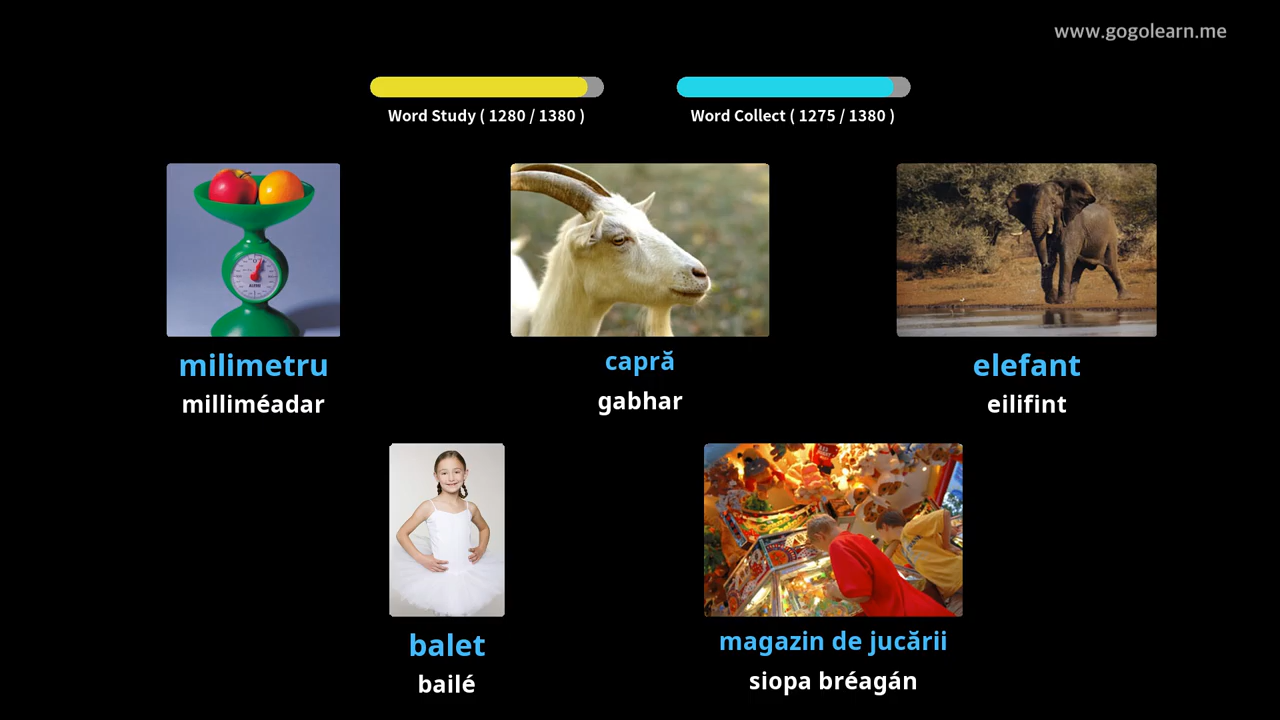 www.gogolearn.me
Word Study ( 1280 / 1380 )
Word Collect ( 1275 / 1380 )
milimetru
milliméadar
capră
gabhar
elefant
eilifint
balet
bailé
magazin de jucării
siopa bréagán